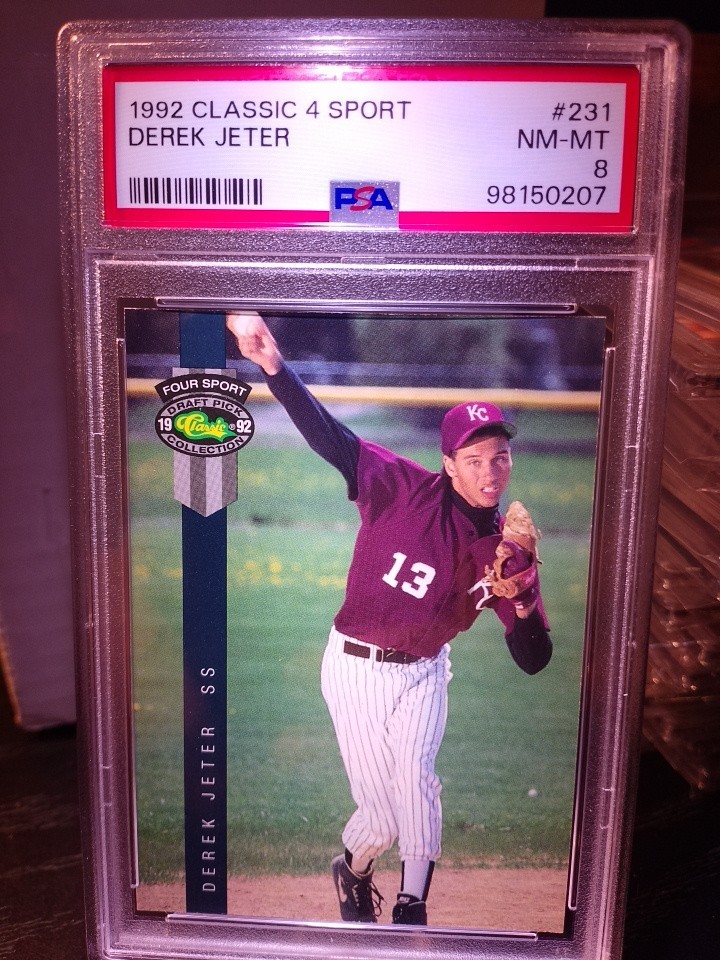 1992 CLASSIC 4 SPORT #231
DEREK JETER NM-MT
8
PSA 98150207
FOUR SPORT
DRAFT PICK
19 Classic ® 92
COLLECTION
KC
13
DEREK JETER SS